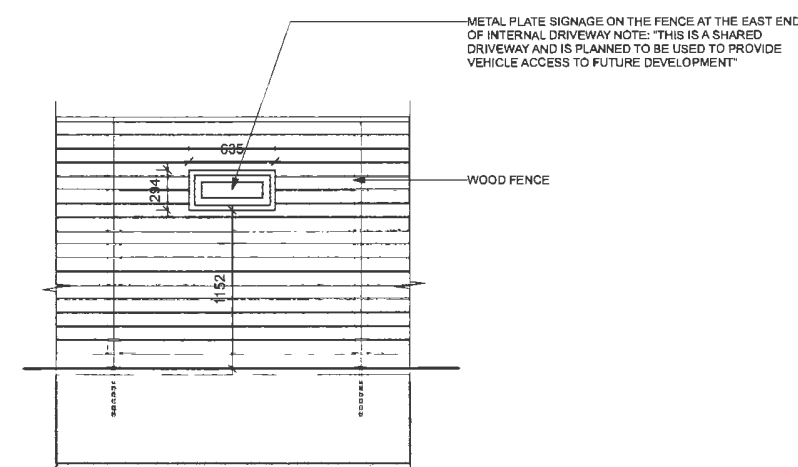 METAL PLATE SIGNAGE ON THE FENCE AT THE EAST END
OF INTERNAL DRIVEWAY NOTE: "THIS IS A SHARED
DRIVEWAY AND IS PLANNED TO BE USED TO PROVIDE
VEHICLE ACCESS TO FUTURE DEVELOPMENT"
635
294
WOOD FENCE
1152